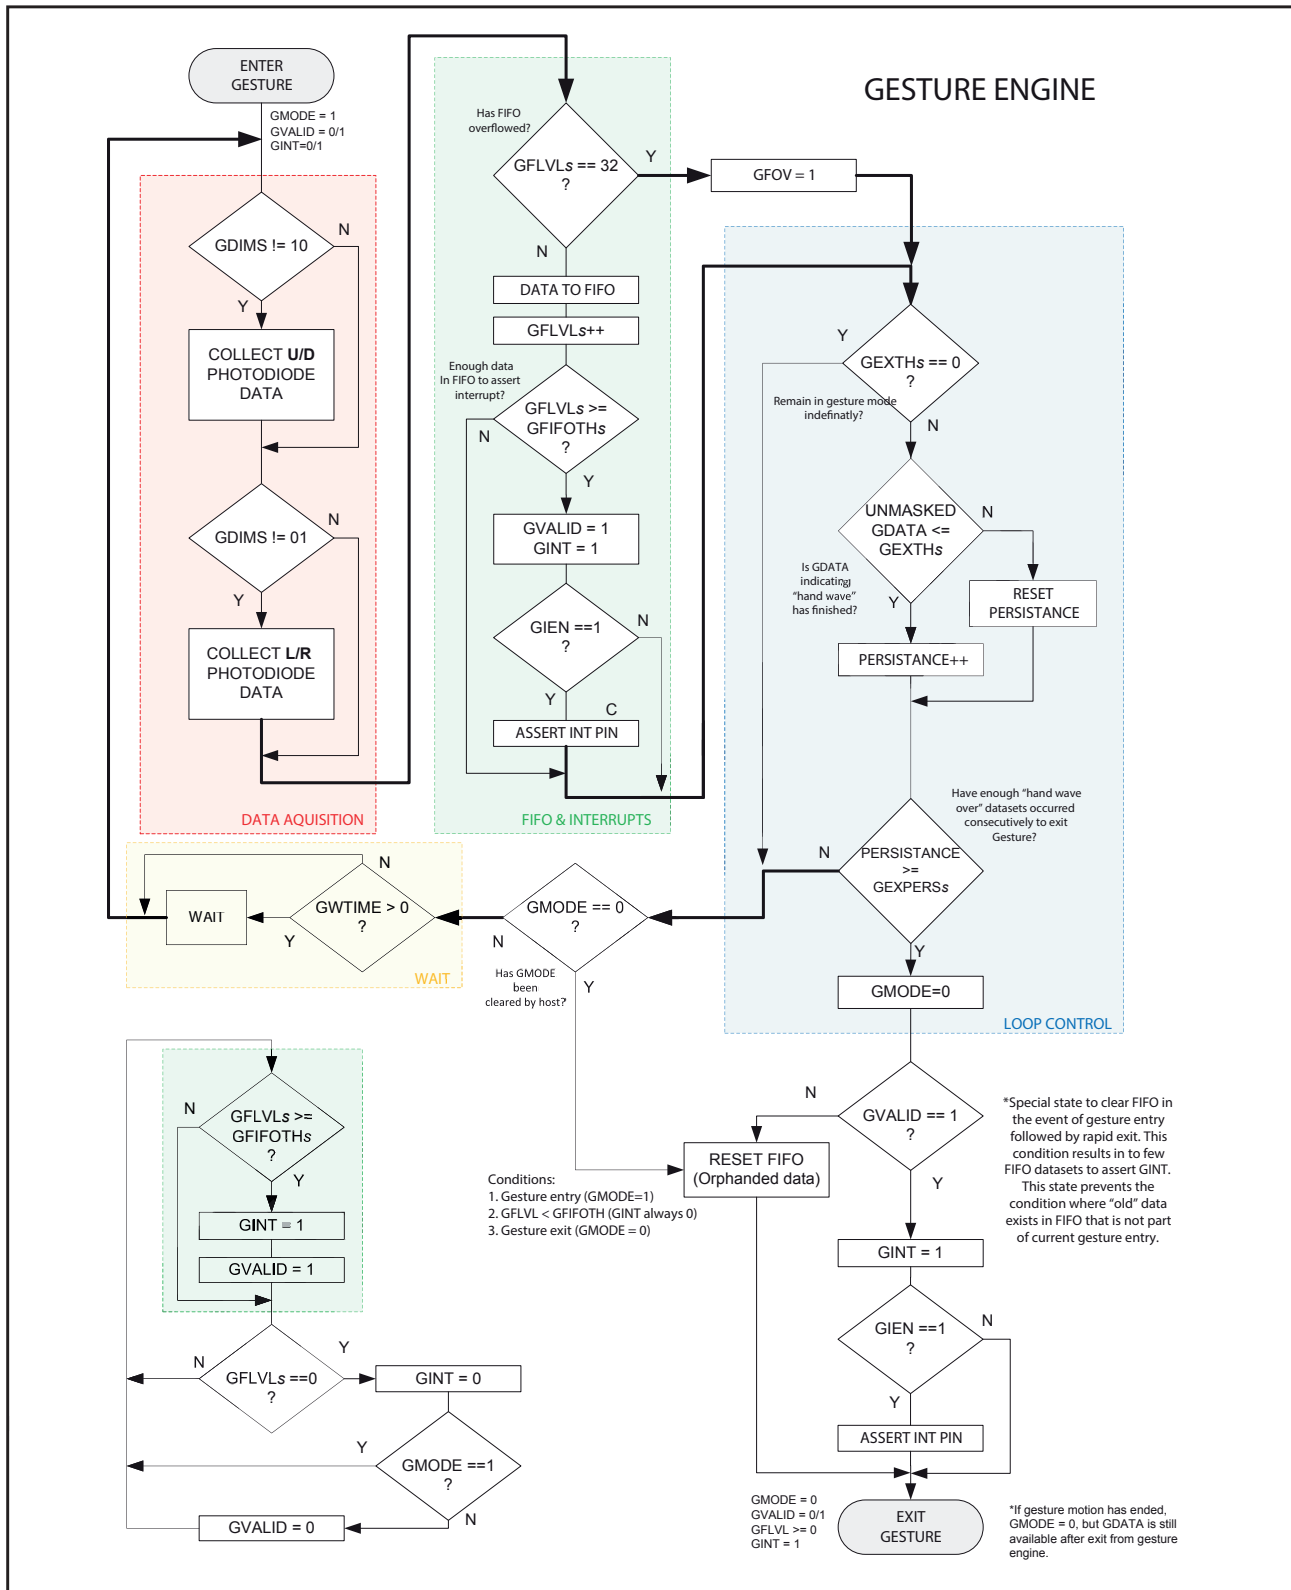 GESTURE ENGINE
ENTER
GESTURE
GMODE = 1
GVALID = 0/1
GINT=0/1
GDIMS != 10
N
Y
COLLECT U/D
PHOTODIODE
DATA
GDIMS != 01
N
Y
COLLECT L/R
PHOTODIODE
DATA
DATA AQUISITION
Has FIFO
overflowed?
GFLVLs == 32
?
Y
N
GFOV = 1
DATA TO FIFO
GFLVLs++
Enough data
In FIFO to assert
interrupt?
GFLVLs >=
GFIFOTHs
?
N
Y
GVALID = 1
GINT = 1
GIEN ==1
?
N
Y
C
ASSERT INT PIN
FIFO & INTERRUPTS
Y
GEXTHs == 0
?
Remain in gesture mode
indefinatly?
N
UNMASKED
GDATA <=
GEXTHs
N
Is GDATA
indicating
"hand wave"
has finished?
Y
RESET
PERSISTANCE
PERSISTANCE++
Have enough "hand wave
over" datasets occurred
consecutively to exit
Gesture?
PERSISTANCE
>=
GEXPERSs
N
Y
GMODE=0
LOOP CONTROL
N
WAIT
GWTIME > 0
?
Y
WAIT
GMODE == 0
?
N
Has GMODE
been
cleared by host?
Y
GFLVLs >=
GFIFOTHs
?
N
Y
GINT = 1
GVALID = 1
GFLVLs ==0
?
N
Y
GINT = 0
GMODE ==1
?
Y
N
GVALID = 0
N
GVALID == 1
?
Y
RESET FIFO
(Orphanded data)
Conditions:
1. Gesture entry (GMODE=1)
2. GFLVL < GFIFOTH (GINT always 0)
3. Gesture exit (GMODE = 0)
*Special state to clear FIFO in
the event of gesture entry
followed by rapid exit. This
condition results in to few
FIFO datasets to assert GINT.
This state prevents the
condition where "old" data
exists in FIFO that is not part
of current gesture entry.
GINT = 1
GIEN ==1
?
N
Y
ASSERT INT PIN
GMODE = 0
GVALID = 0/1
GFLVL >= 0
GINT = 1
EXIT
GESTURE
*If gesture motion has ended,
GMODE = 0, but GDATA is still
available after exit from gesture
engine.